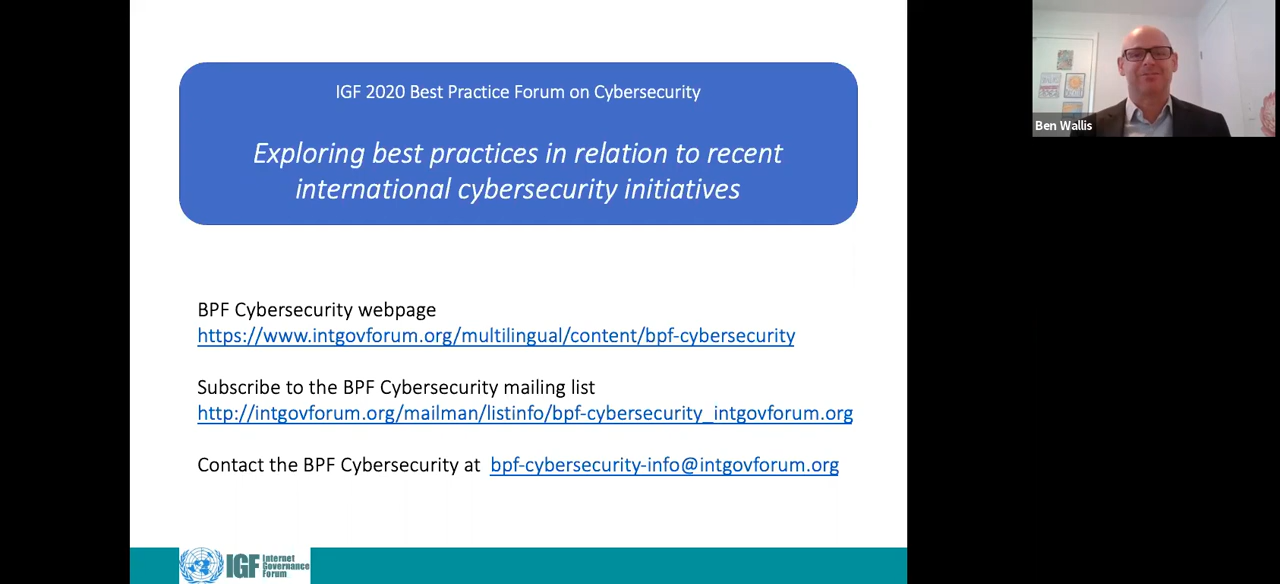 IGF 2020 Best Practice Forum on Cybersecurity
Exploring best practices in relation to recent
international cybersecurity initiatives
BPF Cybersecurity webpage
https://www.intgovforum.org/multilingual/content/bpf-cybersecurity
Subscribe to the BPF Cybersecurity mailing list
http://intgovforum.org/mailman/listinfo/bpf-cybersecurity_intgovforum.org
Contact the BPF Cybersecurity at bpf-cybersecurity-info@intgovforum.org
IGF
Internet
Governance
Forum
Ben Wallis